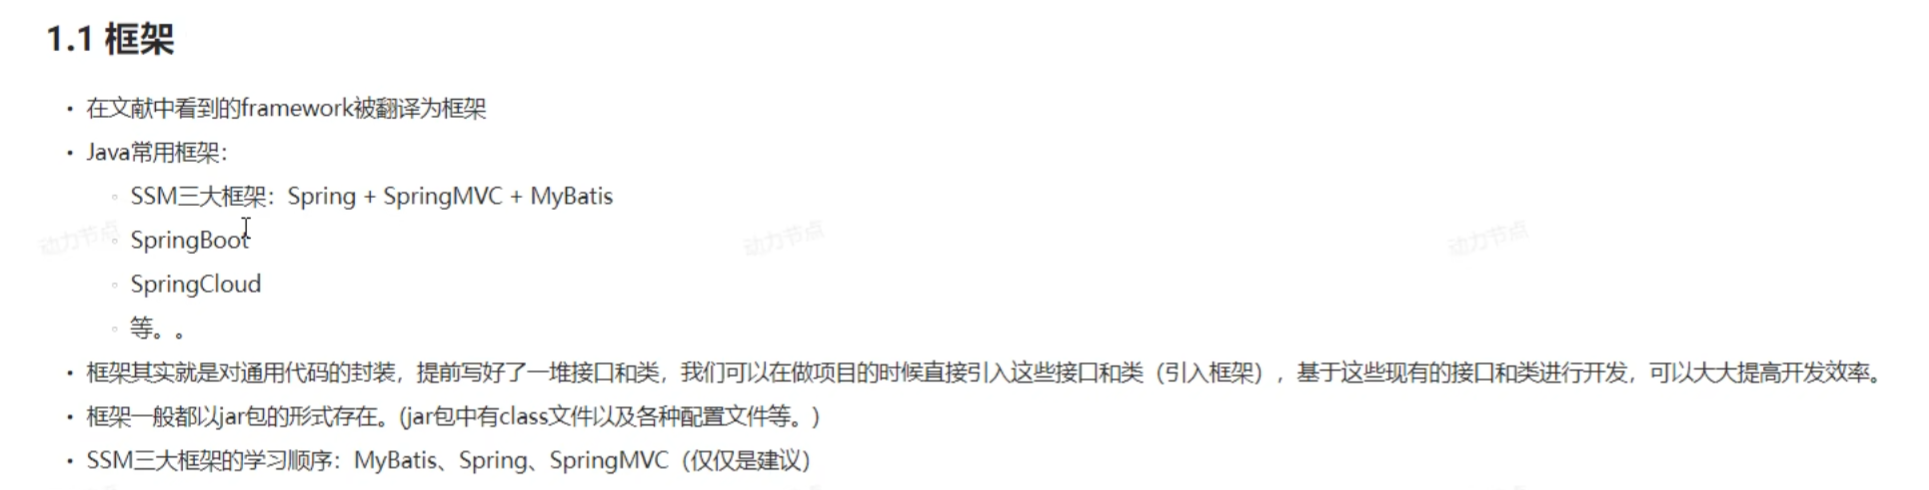 1.1 框架
• 在文献中看到的framework被翻译为框架
• Java常用框架：
◦ SSM三大框架：Spring + SpringMVC + MyBatis
◦ SpringBoot
◦ SpringCloud
◦ 等。。
• 框架其实就是对通用代码的封装，提前写好了一堆接口和类，我们可以在做项目的时候直接引入这些接口和类（引入框架），基于这些现有的接口和类进行开发，可以大大提高开发效率。
• 框架一般都以jar包的形式存在。(jar包中有class文件以及各种配置文件等。)
• SSM三大框架的学习顺序：MyBatis、Spring、SpringMVC（仅仅是建议）
动力节点
动力节点
动力节点